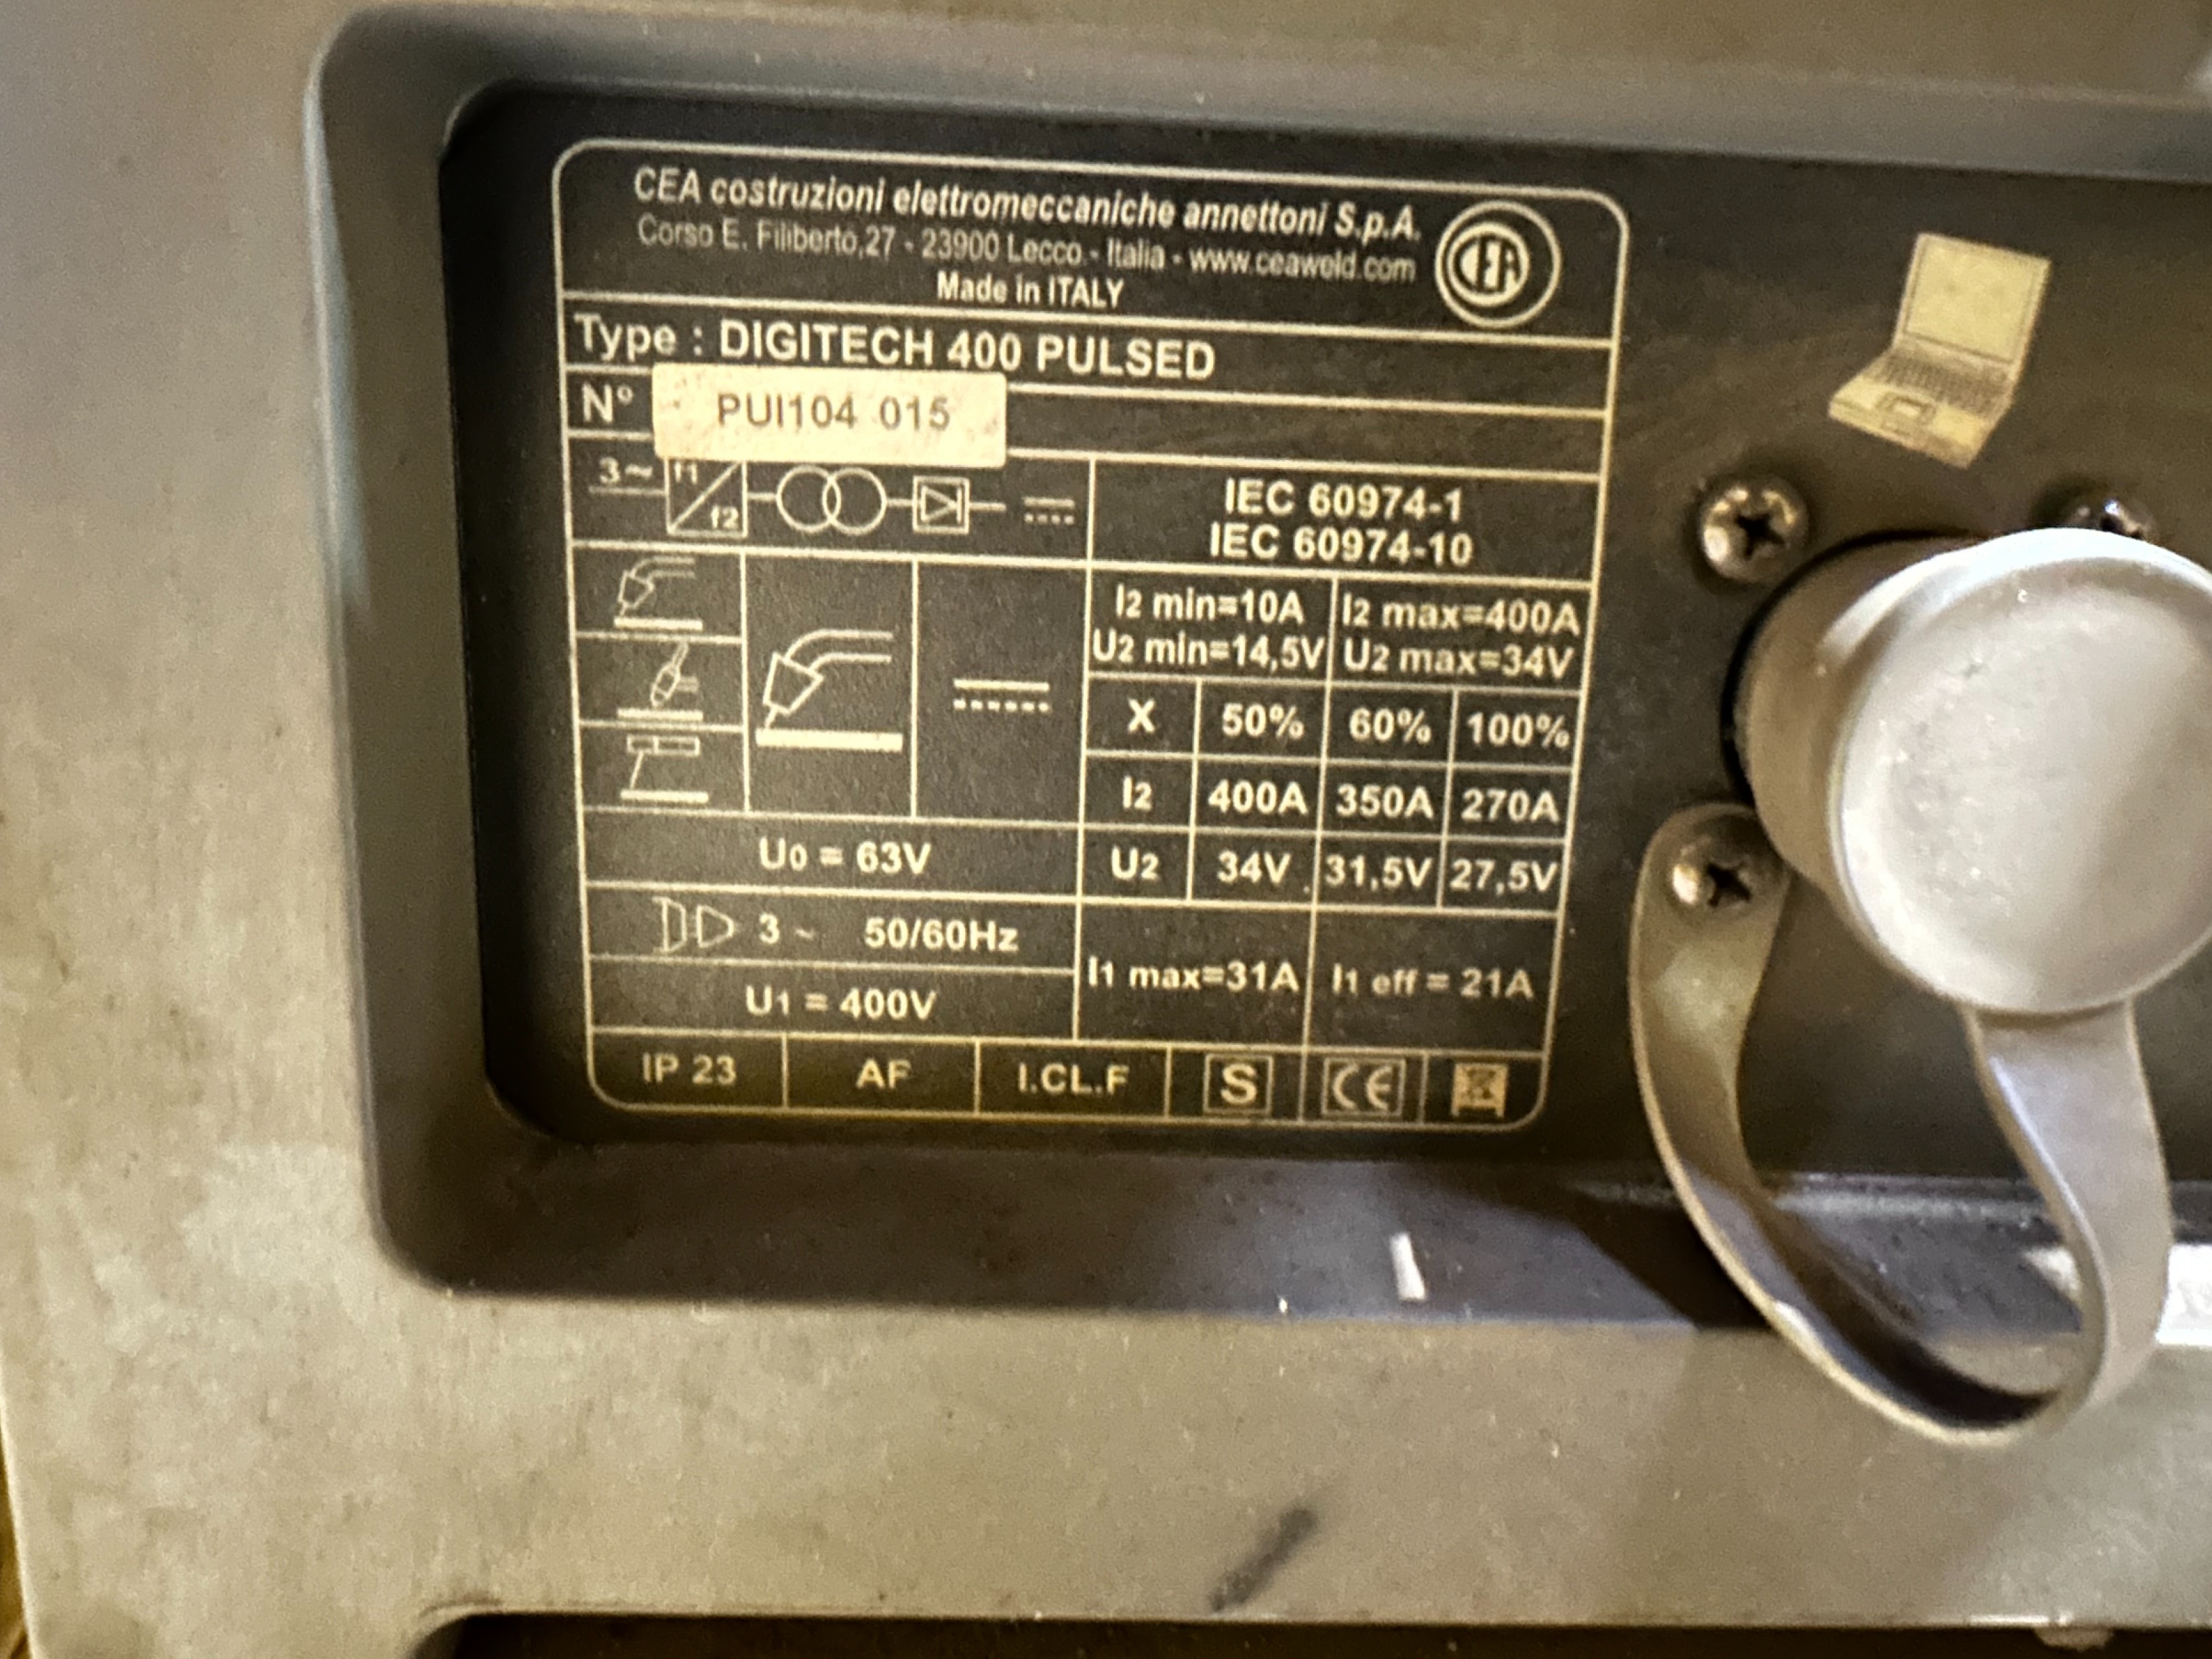 CEA costruzioni elettromeccaniche annettoni S.p.A.
Corso E. Filiberto,27 - 23900 Lecco - Italia - www.ceaweld.com
Made in ITALY
CEA
Type : DIGITECH 400 PULSED
N° PUI104 015
3~ f1 f2
IEC 60974-1
IEC 60974-10
I2 min=10A I2 max=400A
U2 min=14,5V U2 max=34V
X 50% 60% 100%
I2 400A 350A 270A
U0 = 63V U2 34V 31,5V 27,5V
3 ~ 50/60Hz
I1 max=31A I1 eff = 21A
U1 = 400V
IP 23 AF I.CL.F S CE